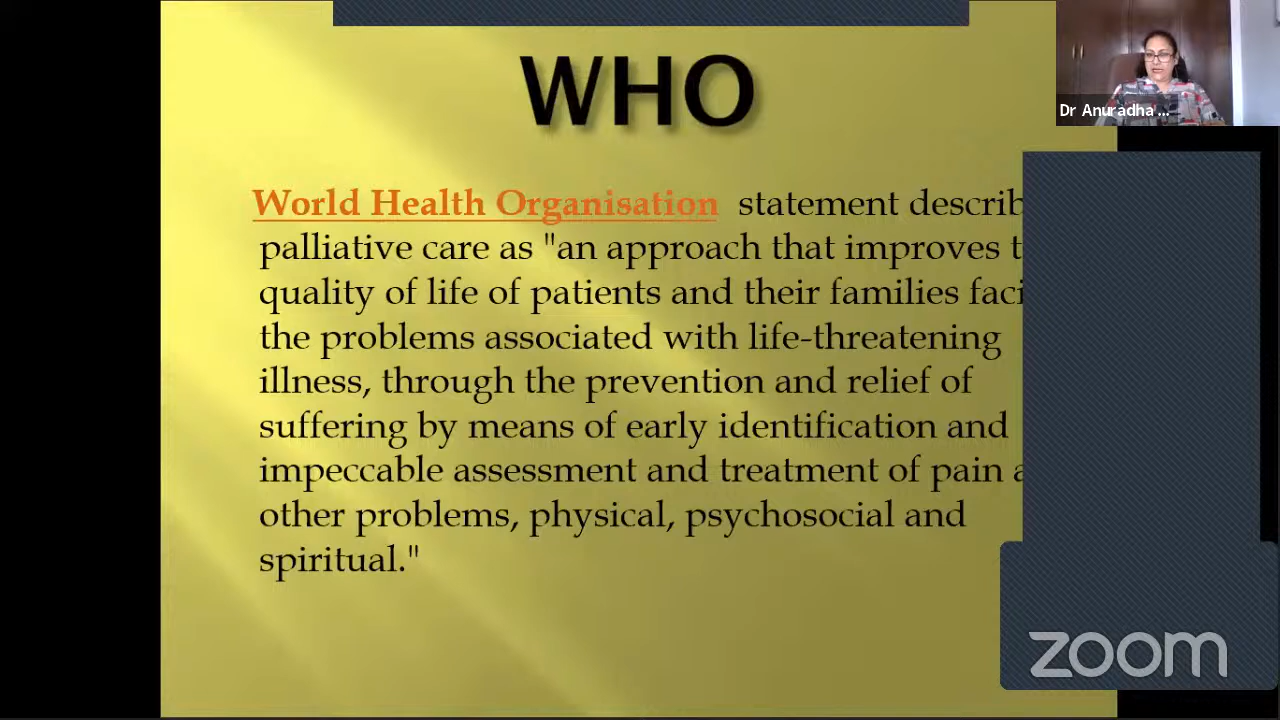 WHO
World Health Organisation statement describ
palliative care as "an approach that improves t
quality of life of patients and their families faci
the problems associated with life-threatening
illness, through the prevention and relief of
suffering by means of early identification and
impeccable assessment and treatment of pain a
other problems, physical, psychosocial and
spiritual."
Dr Anuradha ...
zoom